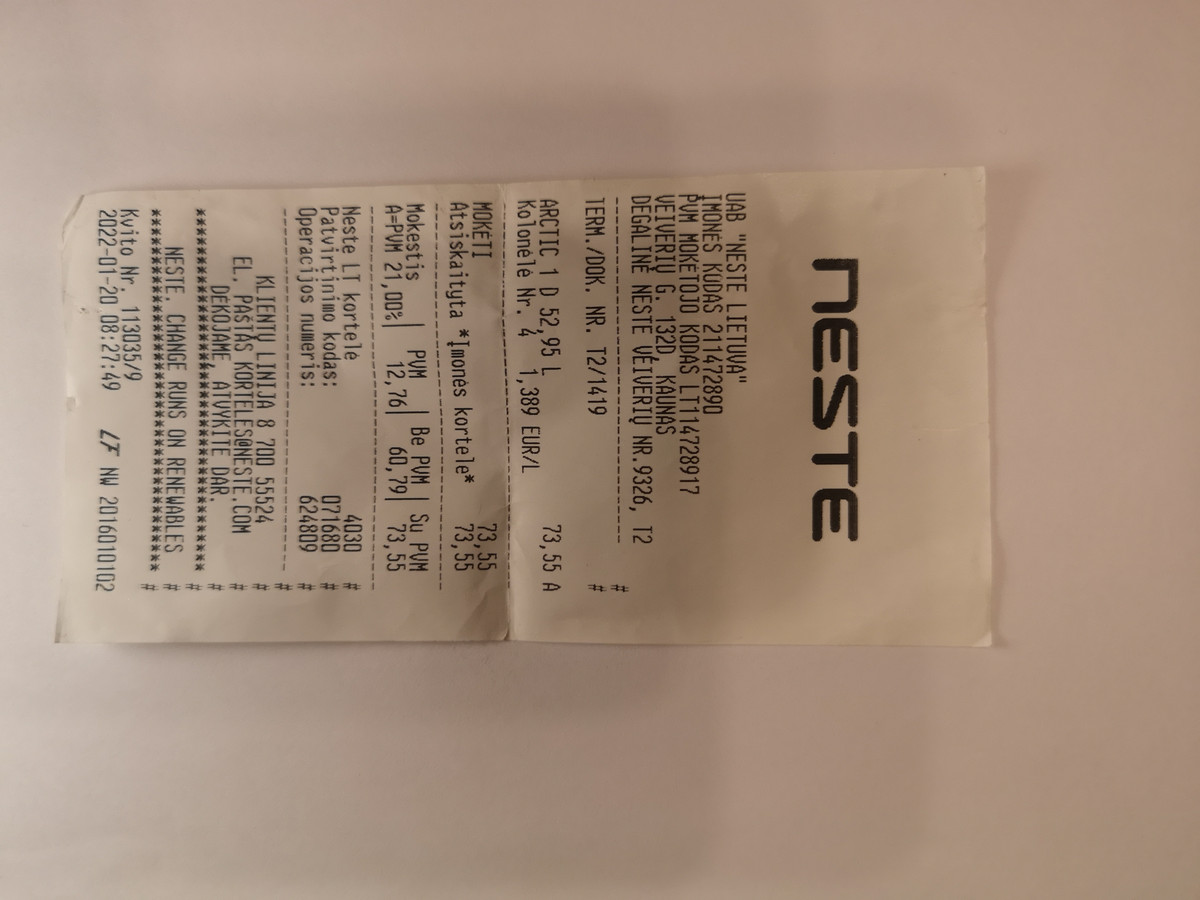 NESTE
UAB "NESTE LIETUVA"
ĮMONĖS KODAS 211472890
PVM MOKĖTOJO KODAS LT114728917
VEIVERIŲ G. 132D, KAUNAS
DEGALINĖ NESTE VEIVERIŲ NR.9326, T2
------------------------------------ #
TERM./DOK. NR. T2/1419 #
ARCTIC 1 D 52,95 L 73,55 A
Kolonėlė Nr. 4 1,389 EUR/L
------------------------------------
MOKĖTI 73,55
Atsiskaityta *Įmonės kortele* 73,55
------------------------------------
Mokestis | PVM | Be PVM | Su PVM
A=PVM 21,00%| 12,76| 60,79| 73,55
------------------------------------
Neste LT kortelė 4030 #
Patvirtinimo kodas: 071680 #
Operacijos numeris: 624809 #
------------------------------------ #
KLIENTŲ LINIJA 8 700 55524 #
EL. PAŠTAS KORTELES@NESTE.COM #
DĖKOJAME, ATVYKITE DAR. #
************************************ #
NESTE. CHANGE RUNS ON RENEWABLES #
************************************ #
Kvito Nr. 113035/9
2022-01-20 08:27:49 LF NW 2016010102